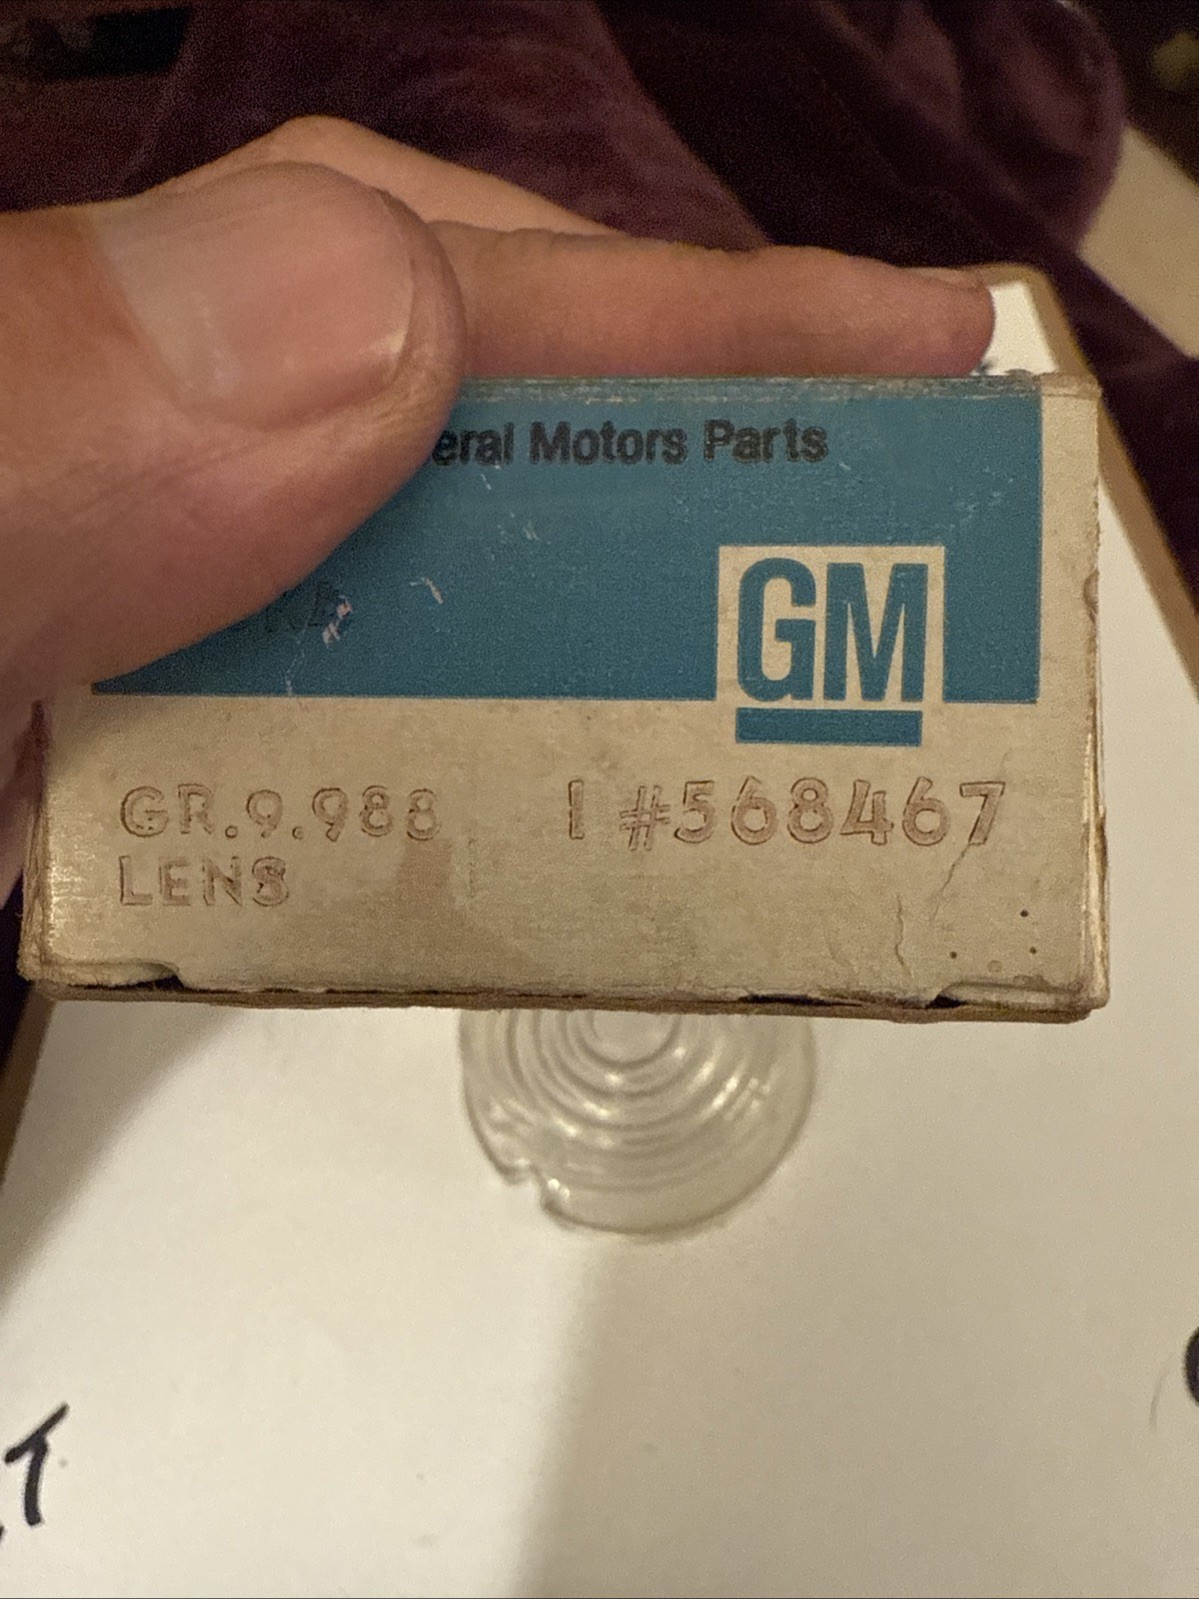 eral Motors Parts
GM
GR.9.988 1 #568467
LENS